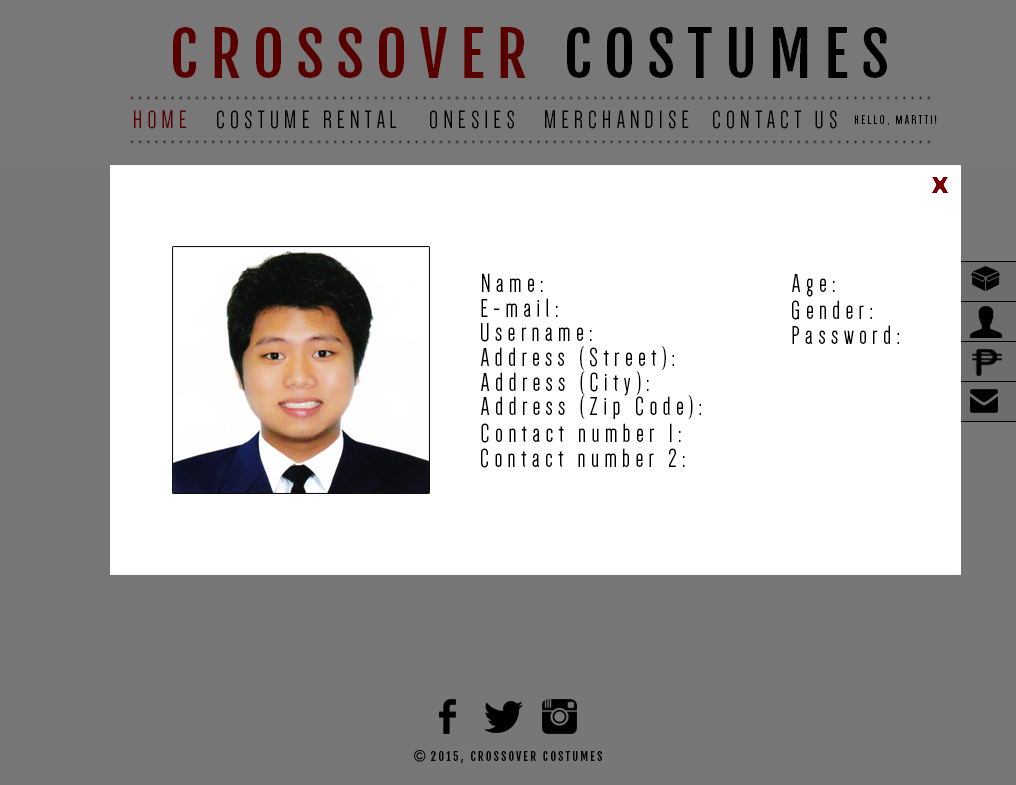 CROSSOVER COSTUMES
HOME COSTUME RENTAL ONESIES MERCHANDISE CONTACT US HELLO, MARTTI!
X
Name:
E-mail:
Username:
Address (Street):
Address (City):
Address (Zip Code):
Contact number 1:
Contact number 2:
Age:
Gender:
Password:
© 2015, CROSSOVER COSTUMES